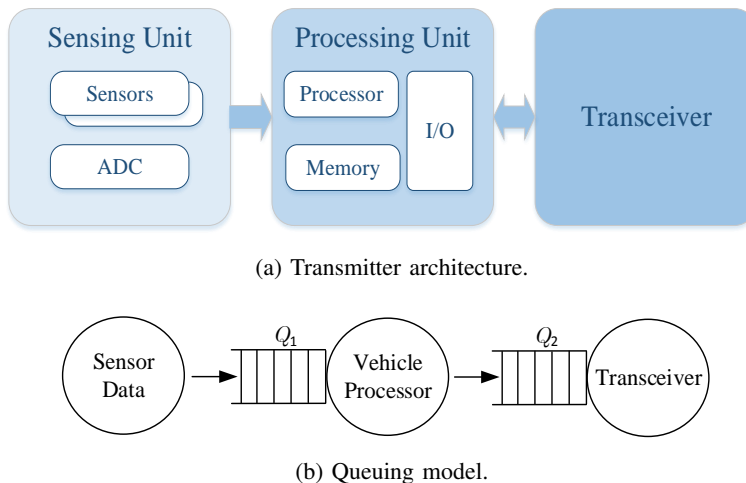 Sensing Unit
Sensors
ADC
Processing Unit
Processor
Memory
I/O
Transceiver
(a) Transmitter architecture.
Sensor
Data
Q1
Vehicle
Processor
Q2
Transceiver
(b) Queuing model.